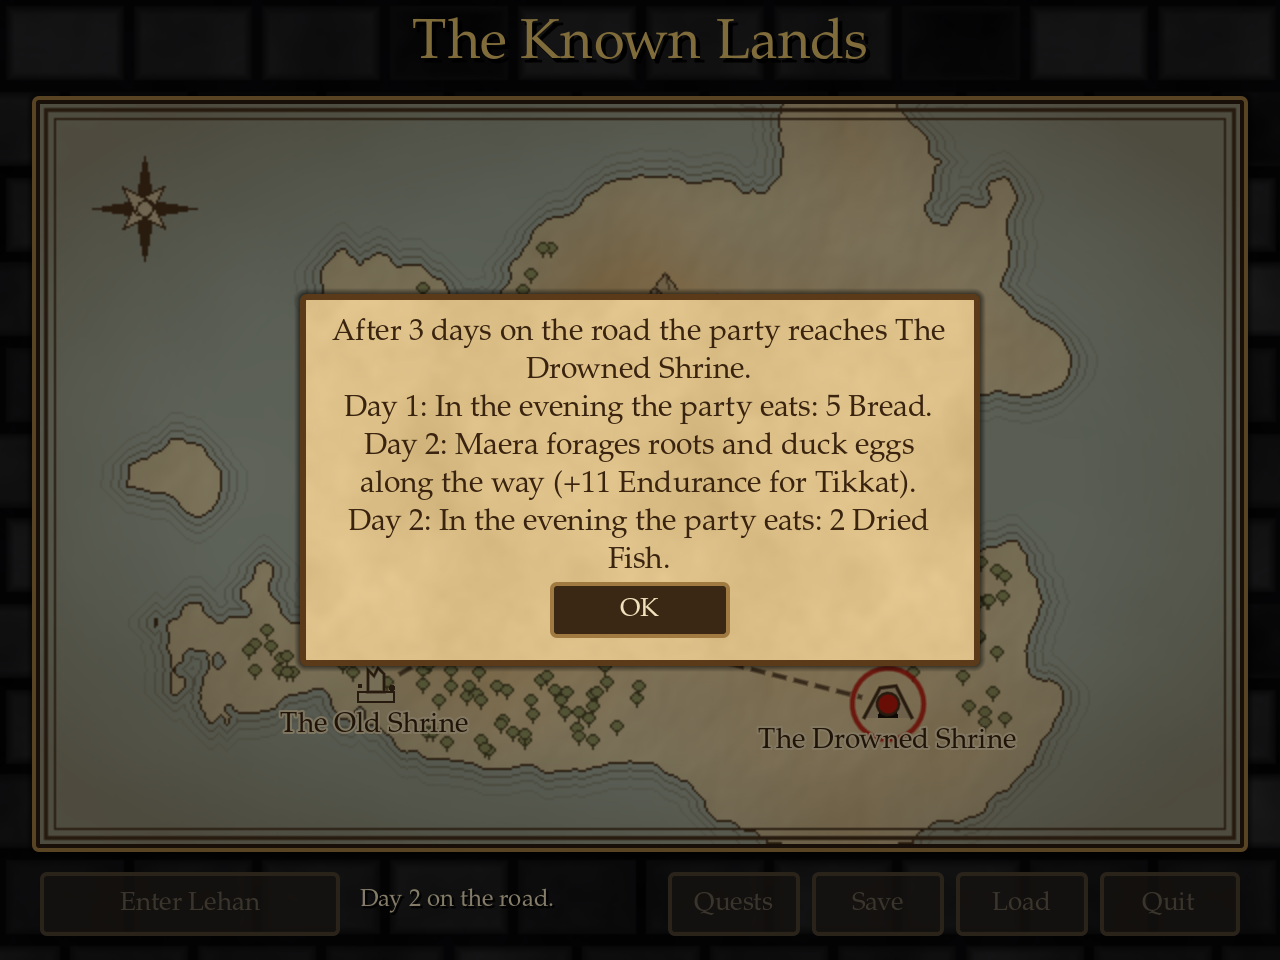 The Known Lands
After 3 days on the road the party reaches The
Drowned Shrine.
Day 1: In the evening the party eats: 5 Bread.
Day 2: Maera forages roots and duck eggs
along the way (+11 Endurance for Tikkat).
Day 2: In the evening the party eats: 2 Dried
Fish.
OK
The Old Shrine
The Drowned Shrine
Enter Lehan
Day 2 on the road.
Quests
Save
Load
Quit